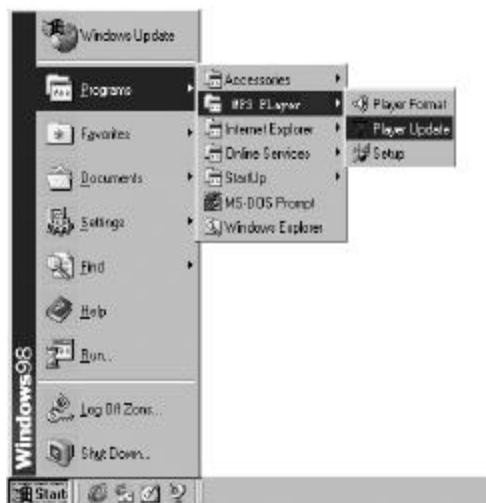 Windows Update
Programs
Favorites
Documents
Settings
Find
Help
Run...
Log Off Zons...
Shut Down...
Windows98
Start
Accessories
MP3 Player
Internet Explorer
Online Services
StartUp
MS-DOS Prompt
Windows Explorer
Player Format
Player Update
Setup